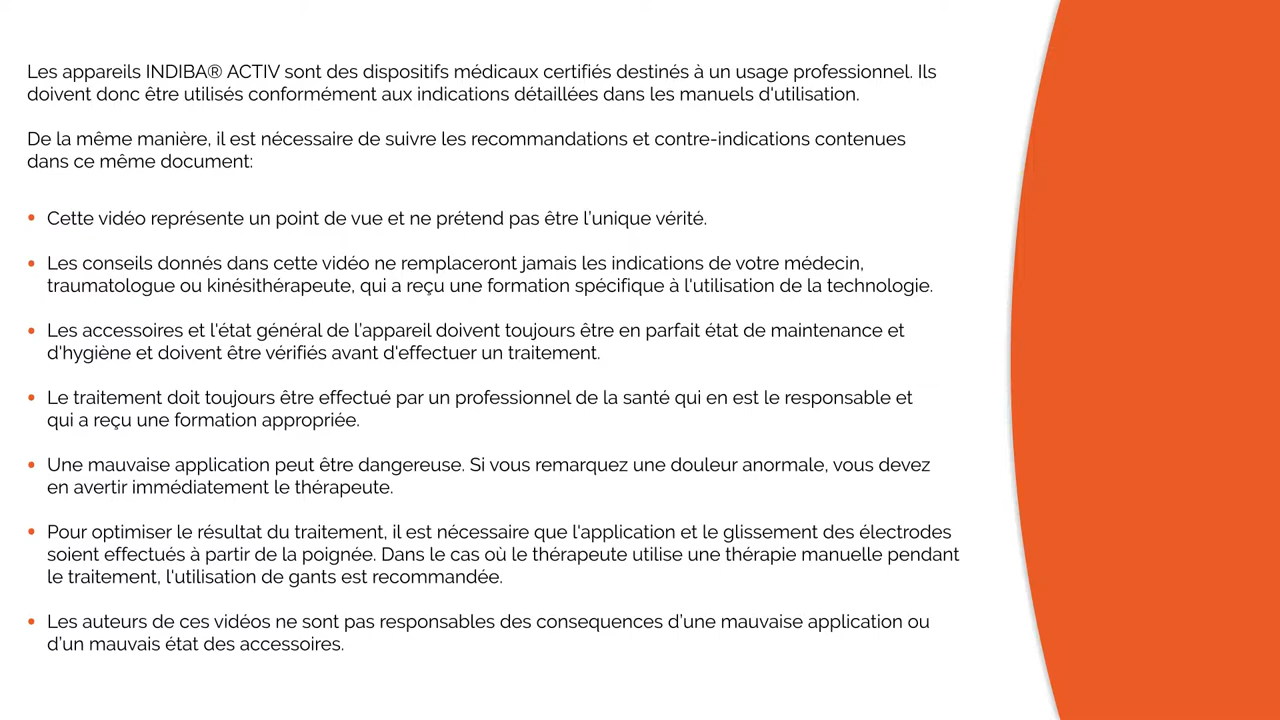 Les appareils INDIBA® ACTIV sont des dispositifs médicaux certifiés destinés à un usage professionnel. Ils
doivent donc être utilisés conformément aux indications détaillées dans les manuels d'utilisation.
De la même manière, il est nécessaire de suivre les recommandations et contre-indications contenues
dans ce même document:
• Cette vidéo représente un point de vue et ne prétend pas être l'unique vérité.
• Les conseils donnés dans cette vidéo ne remplaceront jamais les indications de votre médecin,
traumatologue ou kinésithérapeute, qui a reçu une formation spécifique à l'utilisation de la technologie.
• Les accessoires et l'état général de l'appareil doivent toujours être en parfait état de maintenance et
d'hygiène et doivent être vérifiés avant d'effectuer un traitement.
• Le traitement doit toujours être effectué par un professionnel de la santé qui en est le responsable et
qui a reçu une formation appropriée.
• Une mauvaise application peut être dangereuse. Si vous remarquez une douleur anormale, vous devez
en avertir immédiatement le thérapeute.
• Pour optimiser le résultat du traitement, il est nécessaire que l'application et le glissement des électrodes
soient effectués à partir de la poignée. Dans le cas où le thérapeute utilise une thérapie manuelle pendant
le traitement, l'utilisation de gants est recommandée.
• Les auteurs de ces vidéos ne sont pas responsables des consequences d’une mauvaise application ou
d’un mauvais état des accessoires.